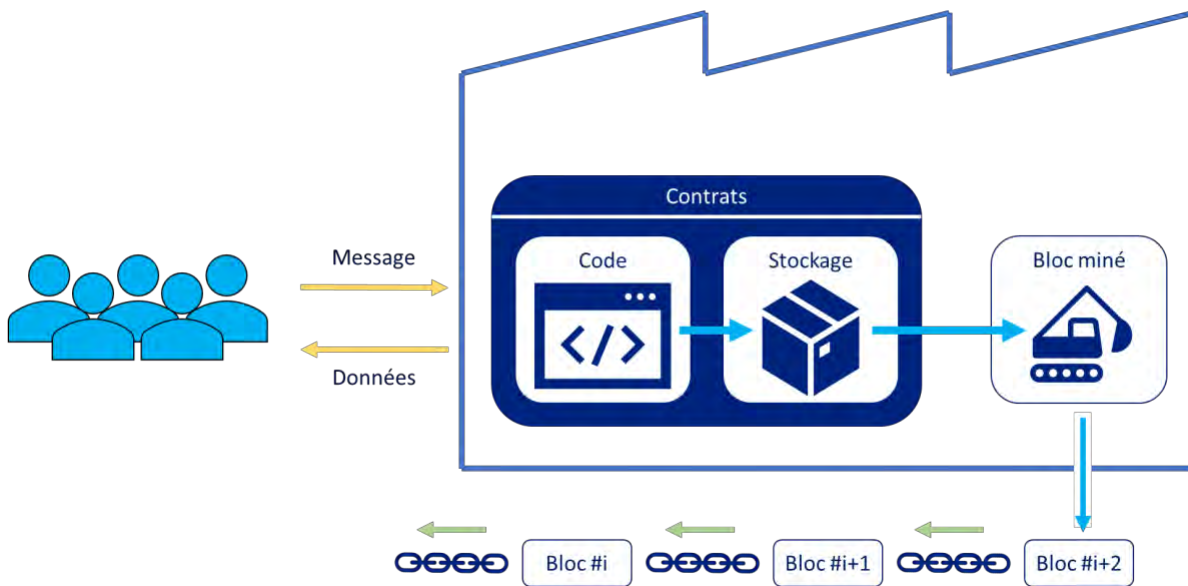 Contrats
Code
Stockage
Bloc miné
</>
Message
Données
Bloc #i
Bloc #i+1
Bloc #i+2